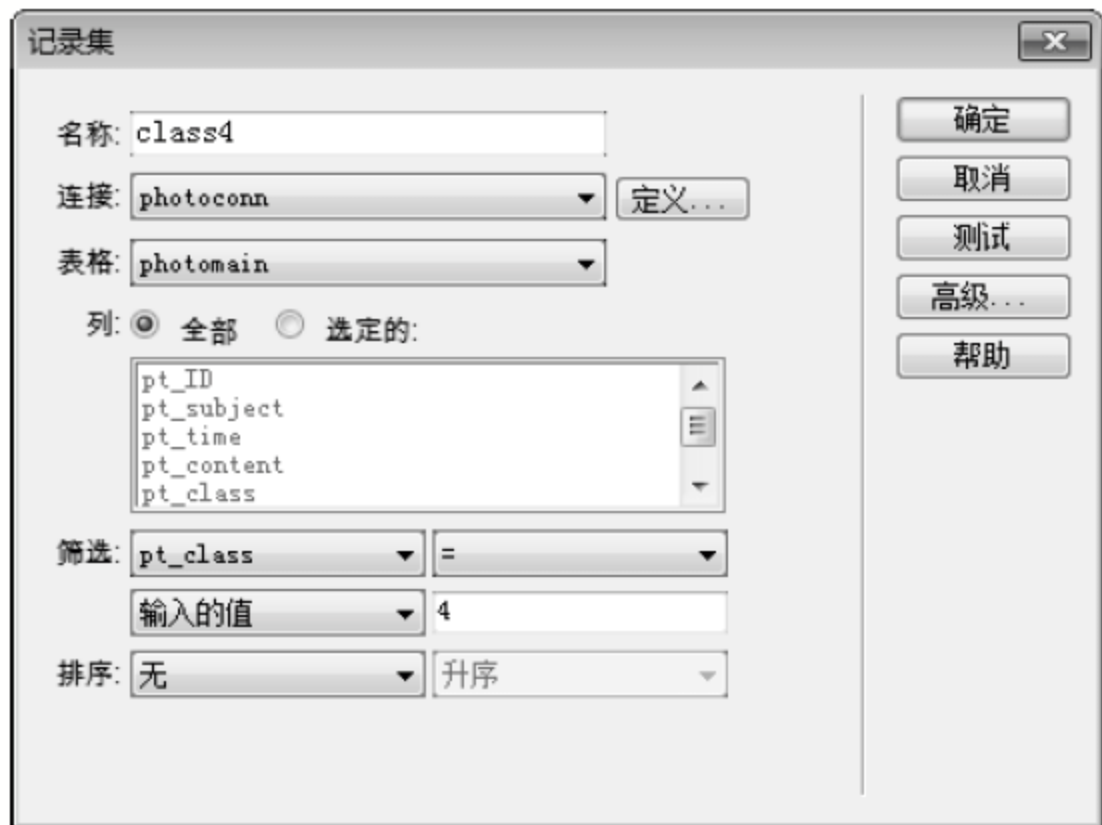 记录集
名称: class4
连接: photoconn 定义...
表格: photomain
列: 全部 选定的:
pt_ID
pt_subject
pt_time
pt_content
pt_class
筛选: pt_class =
输入的值 4
排序: 无 升序
确定
取消
测试
高级...
帮助